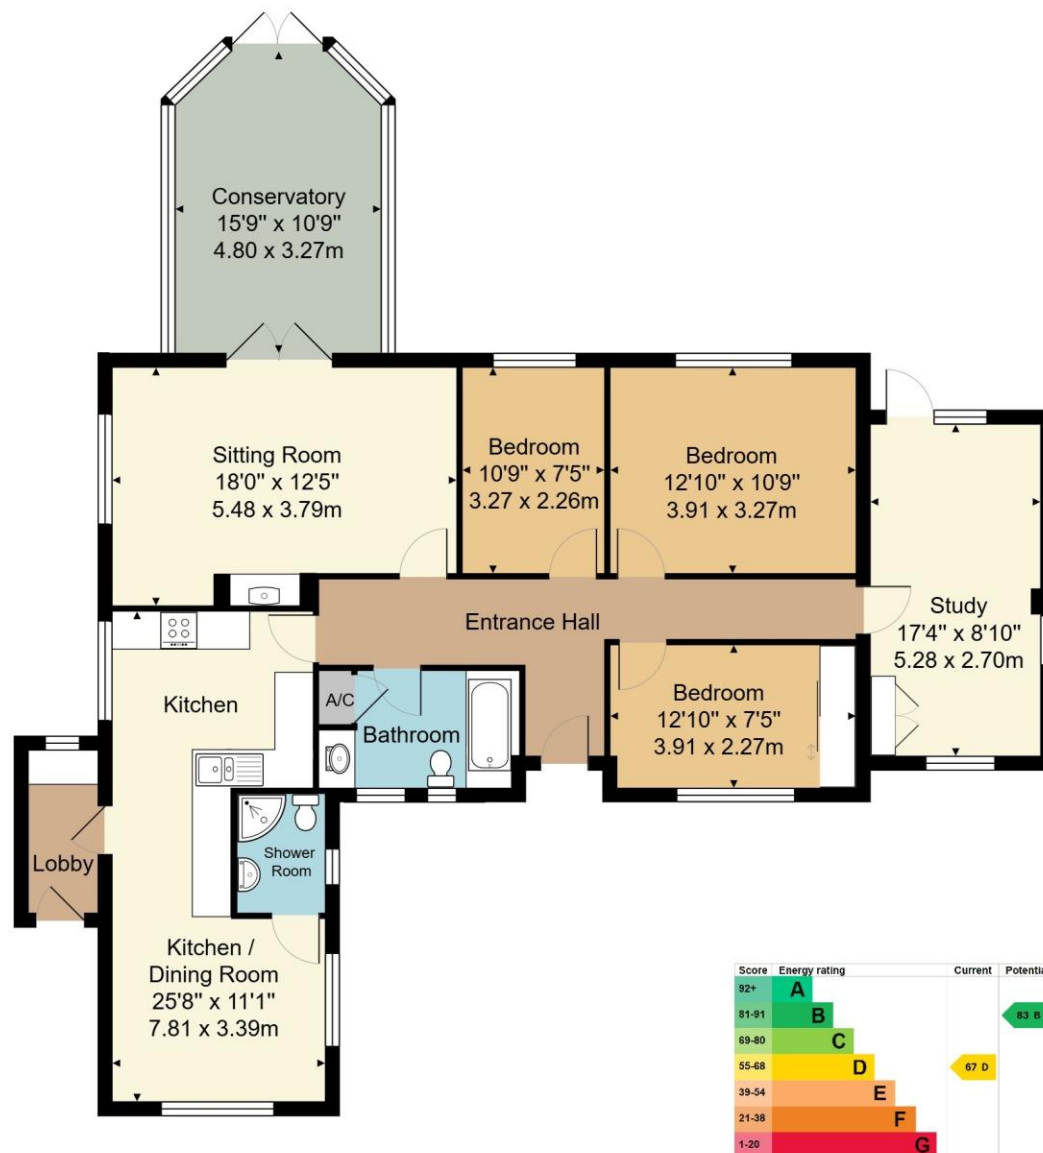 Conservatory
15'9" x 10'9"
4.80 x 3.27m
Sitting Room
18'0" x 12'5"
5.48 x 3.79m
Bedroom
10'9" x 7'5"
3.27 x 2.26m
Bedroom
12'10" x 10'9"
3.91 x 3.27m
Entrance Hall
Study
17'4" x 8'10"
5.28 x 2.70m
Kitchen
A/C
Bathroom
Bedroom
12'10" x 7'5"
3.91 x 2.27m
Lobby
Shower
Room
Kitchen /
Dining Room
25'8" x 11'1"
7.81 x 3.39m
Score Energy rating Current Potentia
92+ A
81-91 B 83 B
69-80 C
55-68 D 67 D
39-54 E
21-38 F
1-20 G